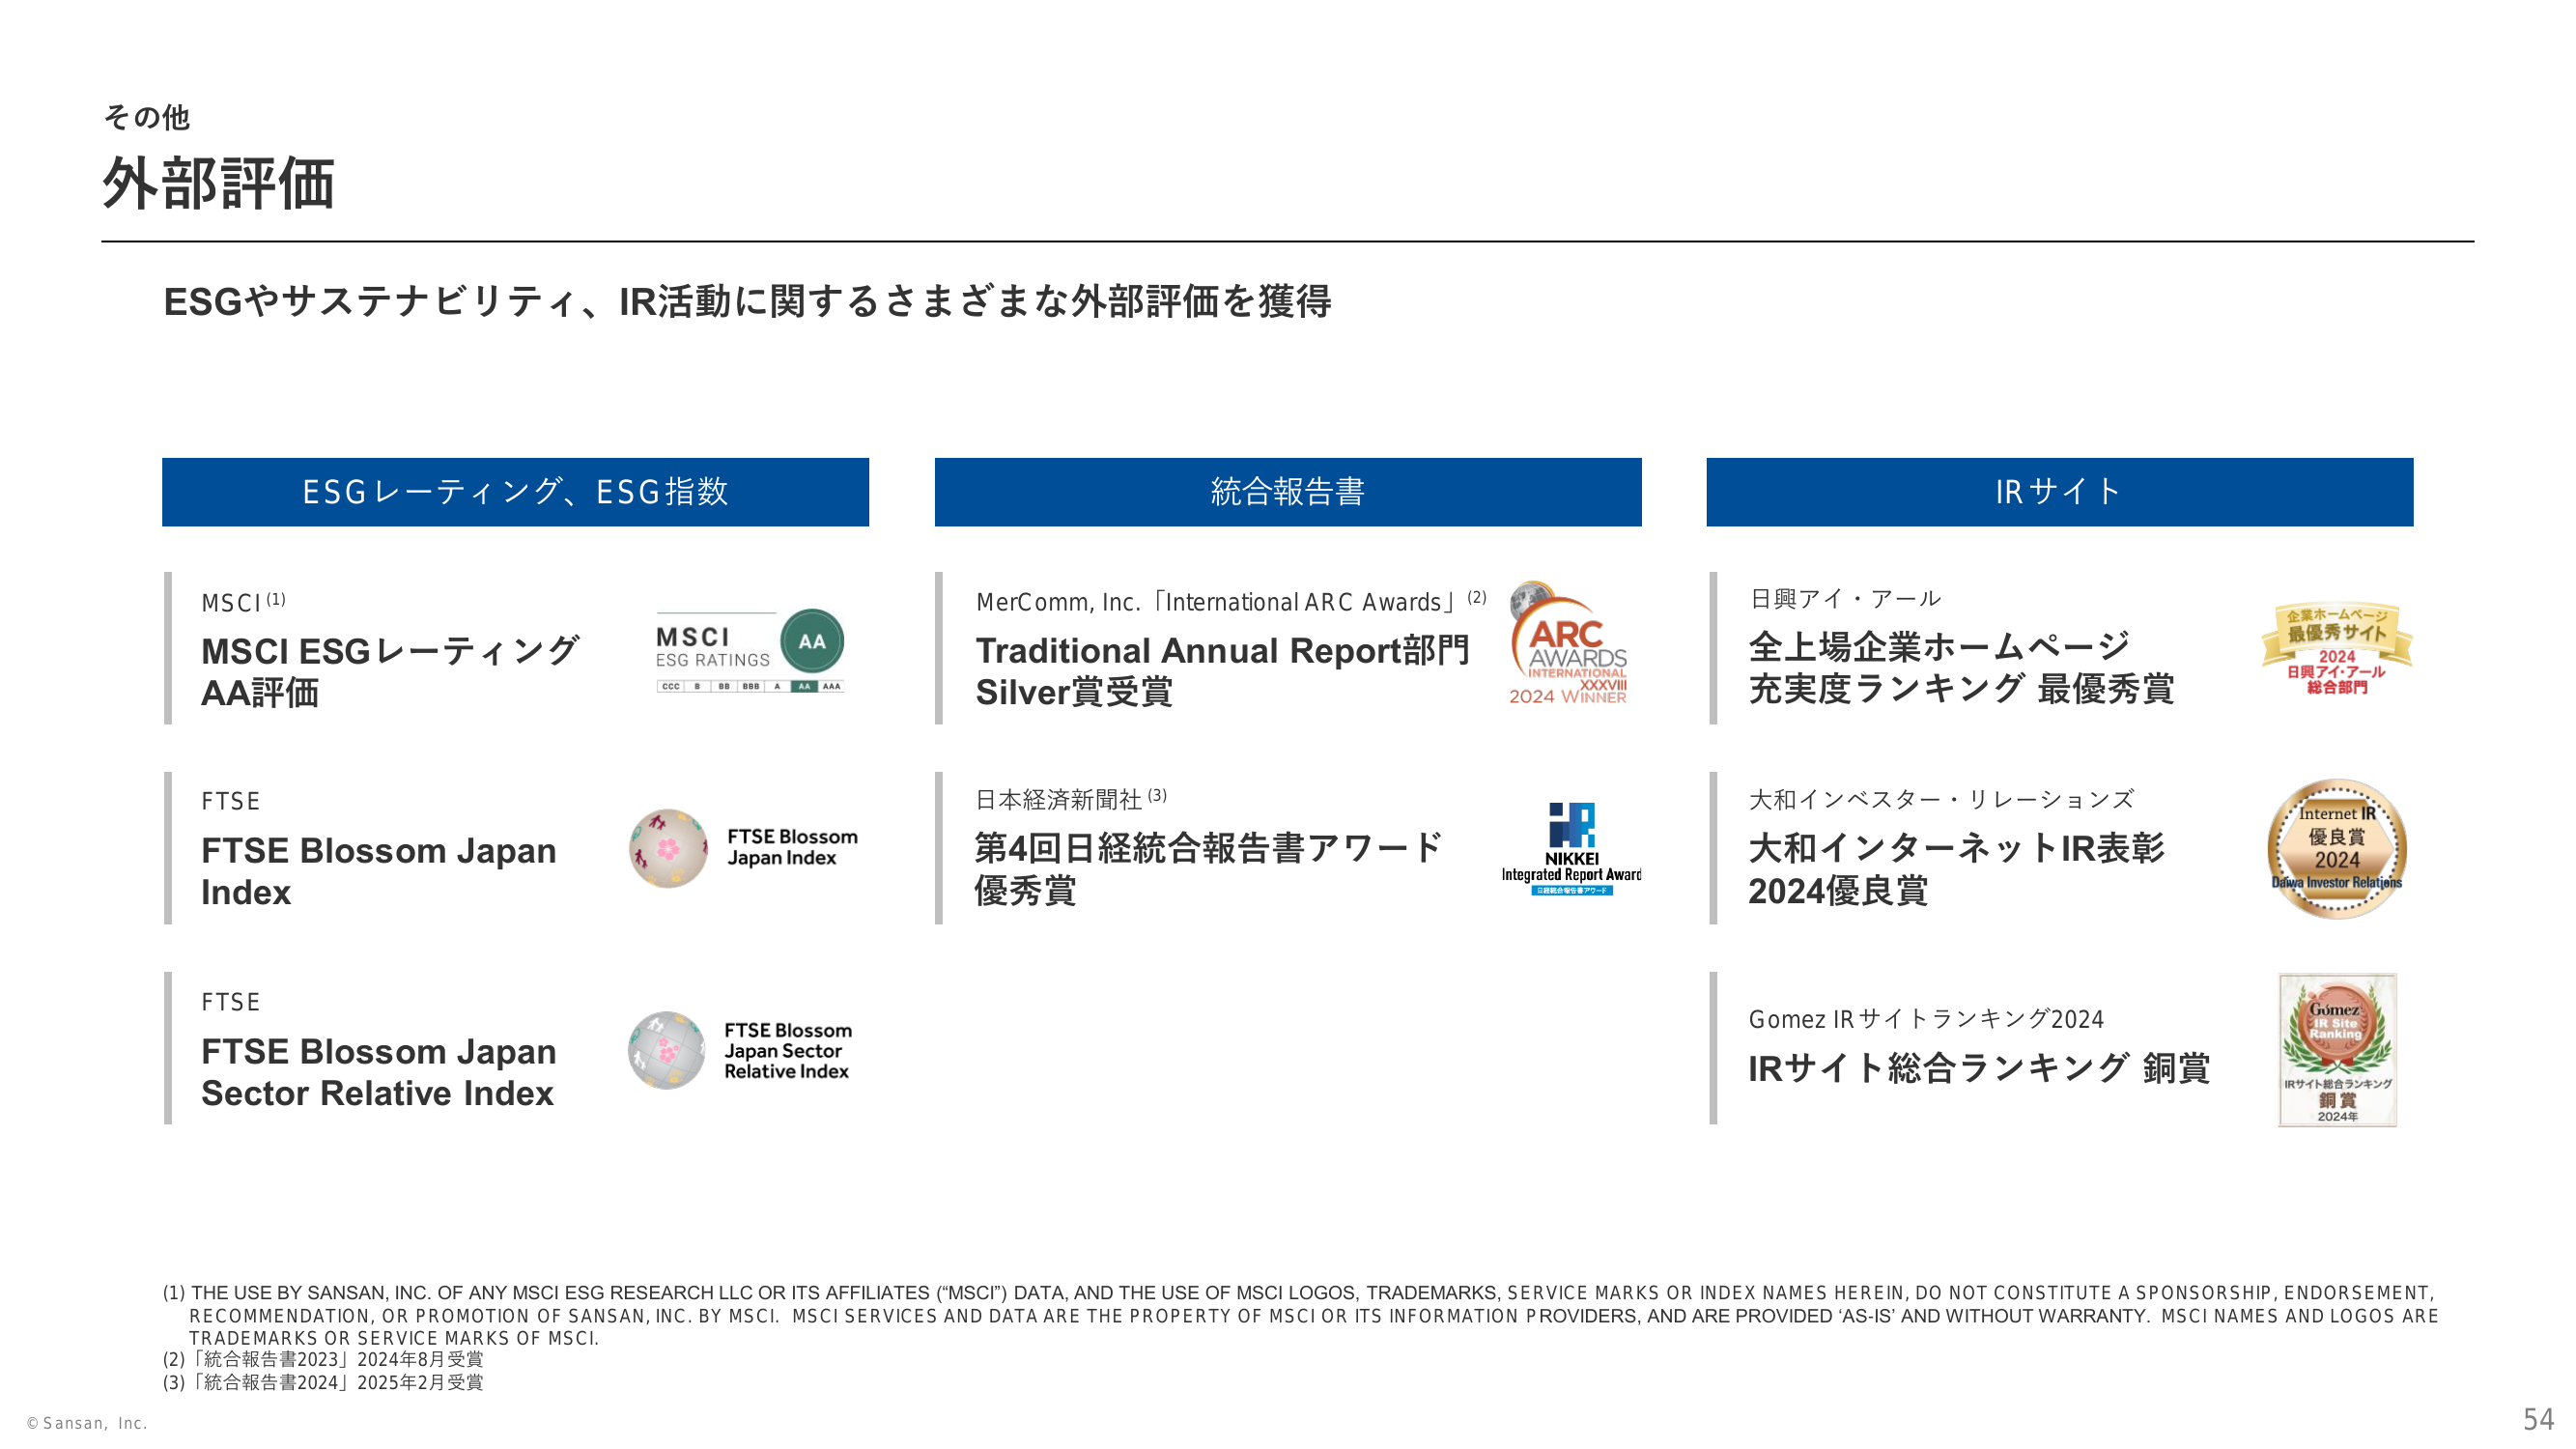 その他
外部評価
ESGやサステナビリティ、IR活動に関するさまざまな外部評価を獲得
ESGレーティング、ESG指数
MSCI(1)
MSCI ESGレーティング
AA評価
MSCI
ESG RATINGS
AA
CCC B BB BBB A AA AAA
FTSE
FTSE Blossom Japan
Index
FTSE Blossom
Japan Index
FTSE
FTSE Blossom Japan
Sector Relative Index
FTSE Blossom
Japan Sector
Relative Index
統合報告書
MerComm, Inc.「International ARC Awards」(2)
Traditional Annual Report部門
Silver賞受賞
ARC
AWARDS
INTERNATIONAL
XXXVIII
2024 WINNER
日本経済新聞社(3)
第4回日経統合報告書アワード
優秀賞
NIKKEI
Integrated Report Award
日経統合報告書アワード
IRサイト
日興アイ・アール
全上場企業ホームページ
充実度ランキング 最優秀賞
企業ホームページ
最優秀サイト
2024
日興アイ・アール
総合部門
大和インベスター・リレーションズ
大和インターネットIR表彰
2024優良賞
Internet IR
優良賞
2024
Daiwa Investor Relations
Gomez IRサイトランキング2024
IRサイト総合ランキング 銅賞
Gómez
IR Site
Ranking
IRサイト総合ランキング
銅賞
2024年
(1) THE USE BY SANSAN, INC. OF ANY MSCI ESG RESEARCH LLC OR ITS AFFILIATES (“MSCI”) DATA, AND THE USE OF MSCI LOGOS, TRADEMARKS, SERVICE MARKS OR INDEX NAMES HEREIN, DO NOT CONSTITUTE A SPONSORSHIP, ENDORSEMENT,
RECOMMENDATION, OR PROMOTION OF SANSAN, INC. BY MSCI. MSCI SERVICES AND DATA ARE THE PROPERTY OF MSCI OR ITS INFORMATION PROVIDERS, AND ARE PROVIDED ‘AS-IS’ AND WITHOUT WARRANTY. MSCI NAMES AND LOGOS ARE
TRADEMARKS OR SERVICE MARKS OF MSCI.
(2)「統合報告書2023」2024年8月受賞
(3)「統合報告書2024」2025年2月受賞
© Sansan, Inc.
54